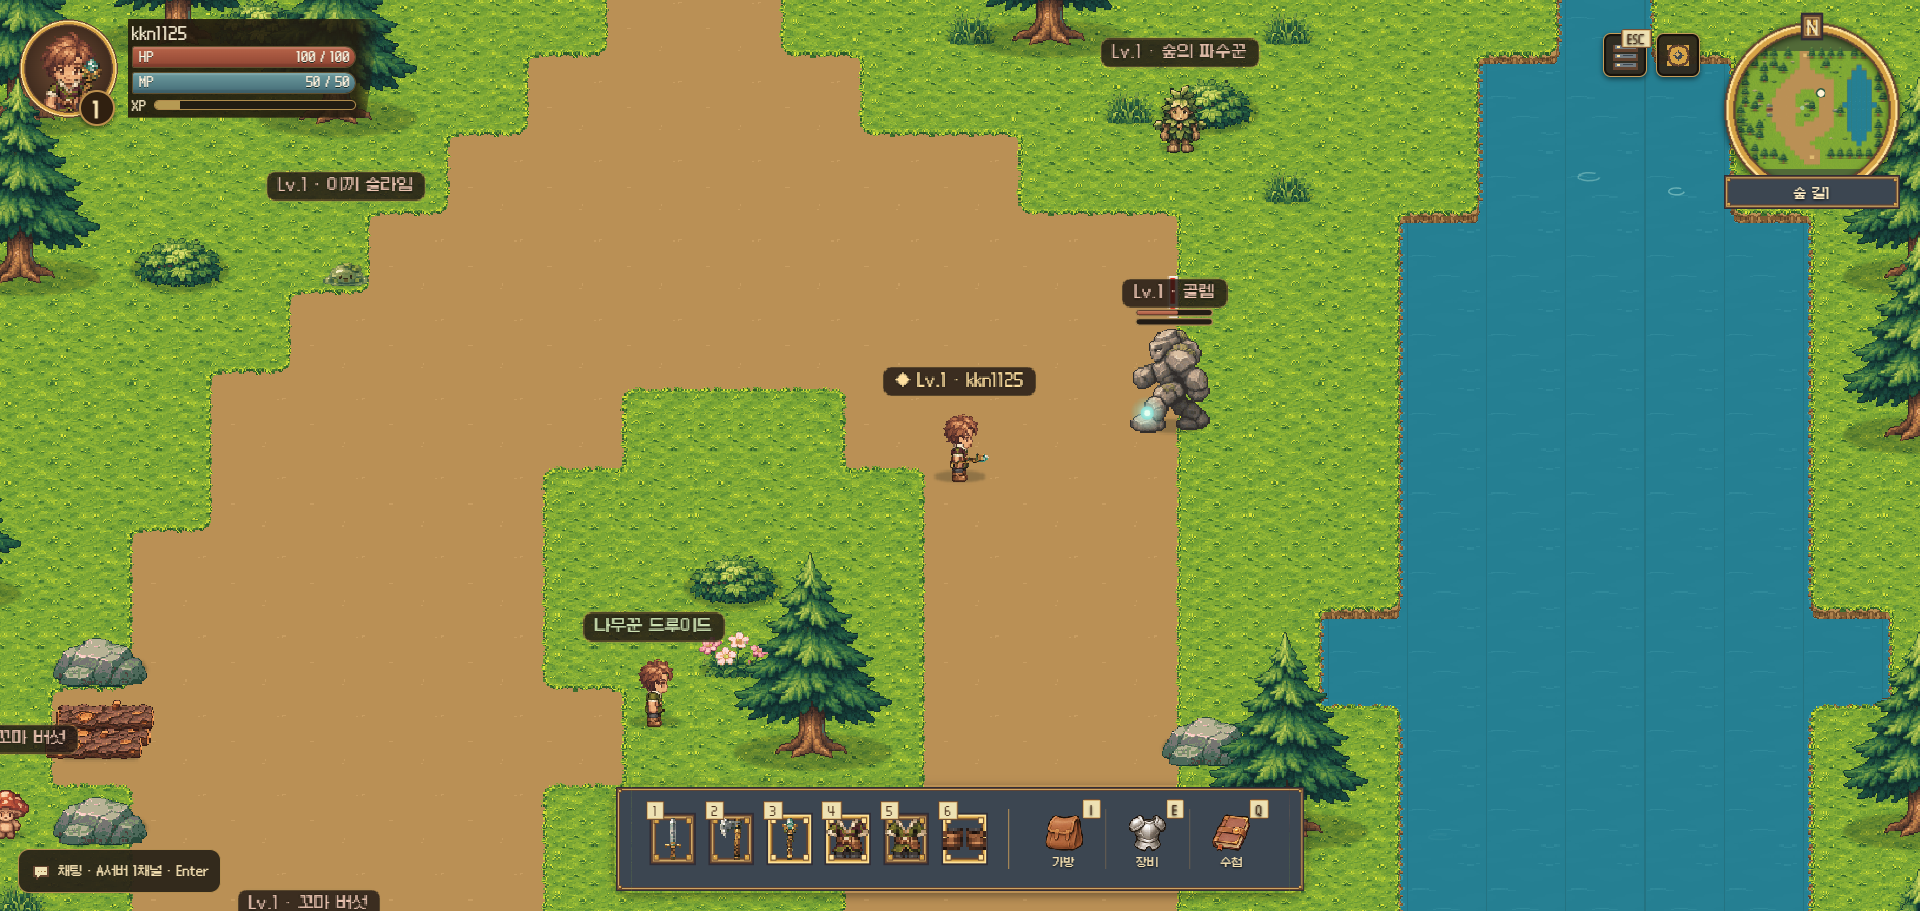 kkn1125
HP 100 / 100
MP 50 / 50
XP
1
Lv.1 · 숲의 파수꾼
ESC
N
숲 길1
Lv.1 · 이끼 슬라임
Lv.1 · 골렘
Lv.1 · kkn1125
나무꾼 드루이드
꼬마 버섯
1 2 3 4 5 6 I E Q
가방 장비 수첩
채팅 · A서버 1채널 · Enter
Lv.1 · 꼬마 버섯